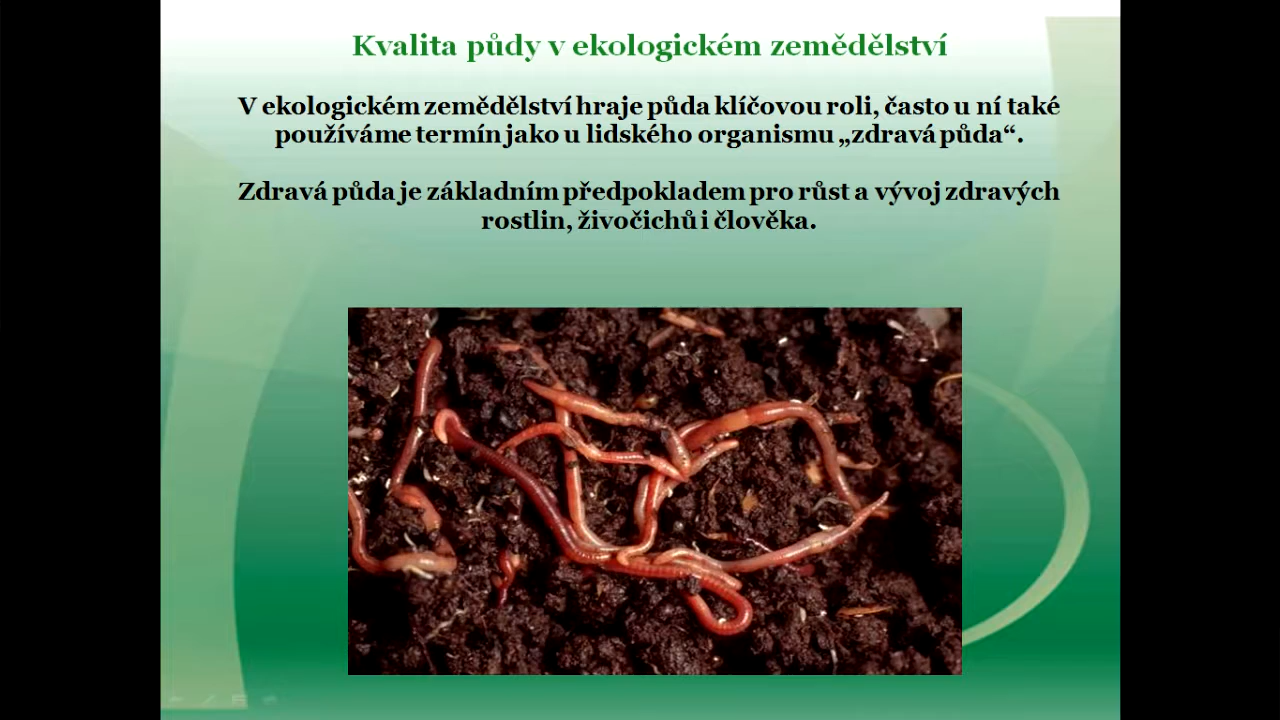 Kvalita půdy v ekologickém zemědělství
V ekologickém zemědělství hraje půda klíčovou roli, často u ní také
používáme termín jako u lidského organismu „zdravá půda“.
Zdravá půda je základním předpokladem pro růst a vývoj zdravých
rostlin, živočichů i člověka.